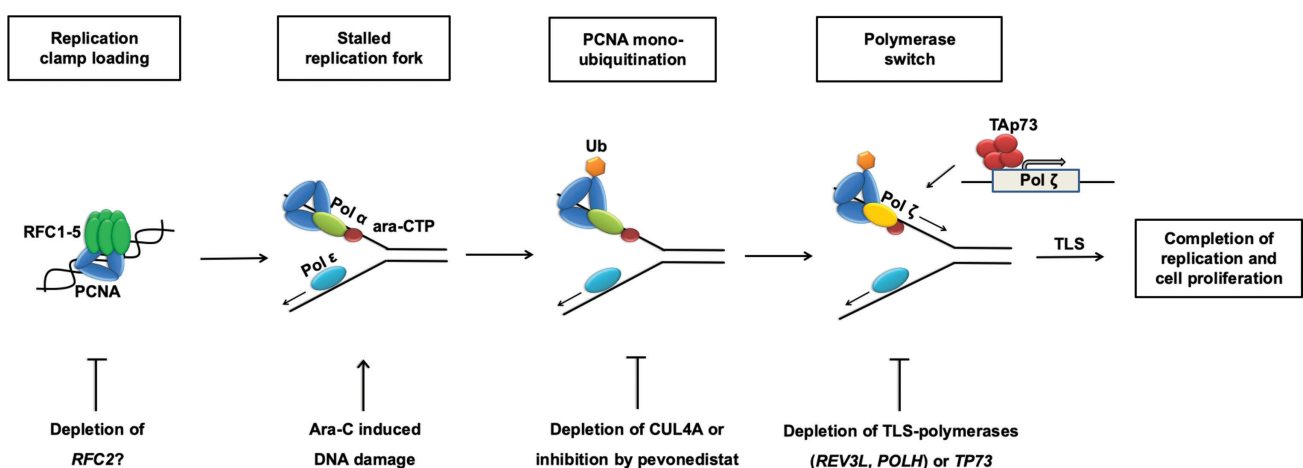 Replication
clamp loading
Stalled
replication fork
PCNA mono-
ubiquitination
Polymerase
switch
RFC1-5
PCNA
Pol α
ara-CTP
Pol ε
Ub
Pol ζ
TAp73
Pol ζ
TLS
Completion of
replication and
cell proliferation
Depletion of
RFC2?
Ara-C induced
DNA damage
Depletion of CUL4A or
inhibition by pevonedistat
Depletion of TLS-polymerases
(REV3L, POLH) or TP73